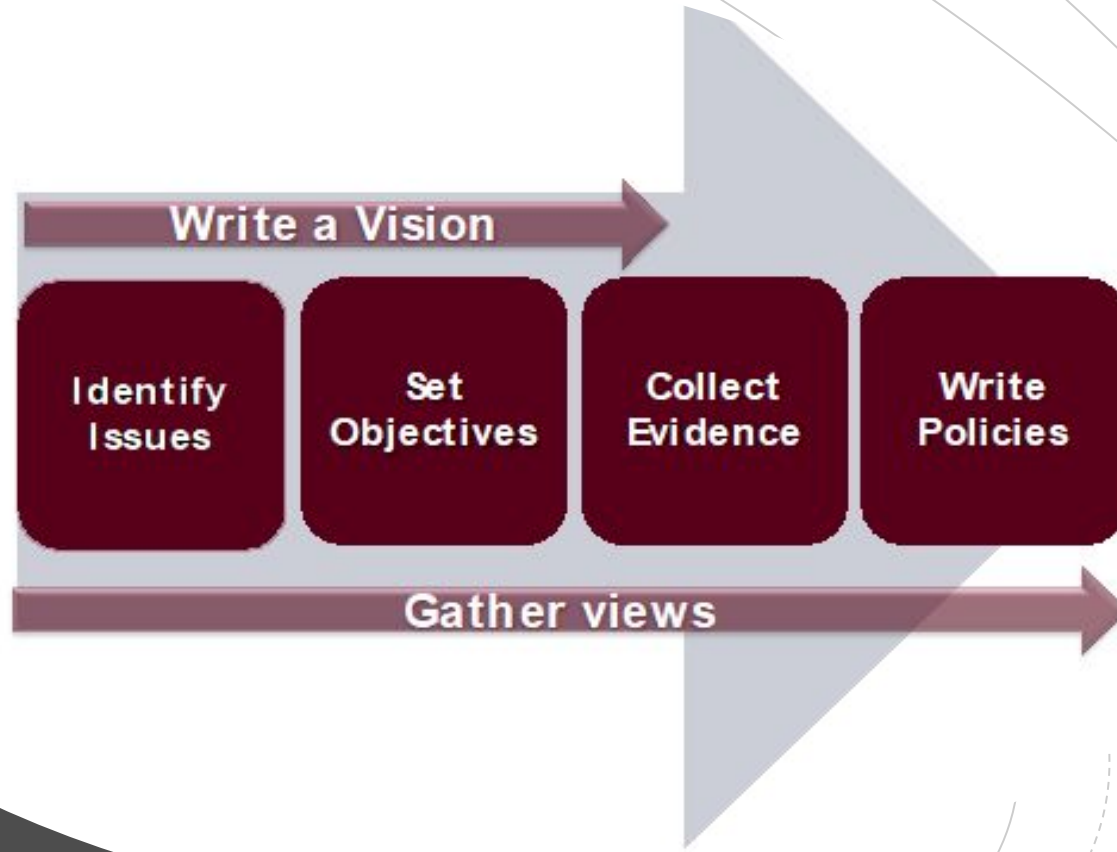 Write a Vision
Identify
Issues
Set
Objectives
Collect
Evidence
Write
Policies
Gather views